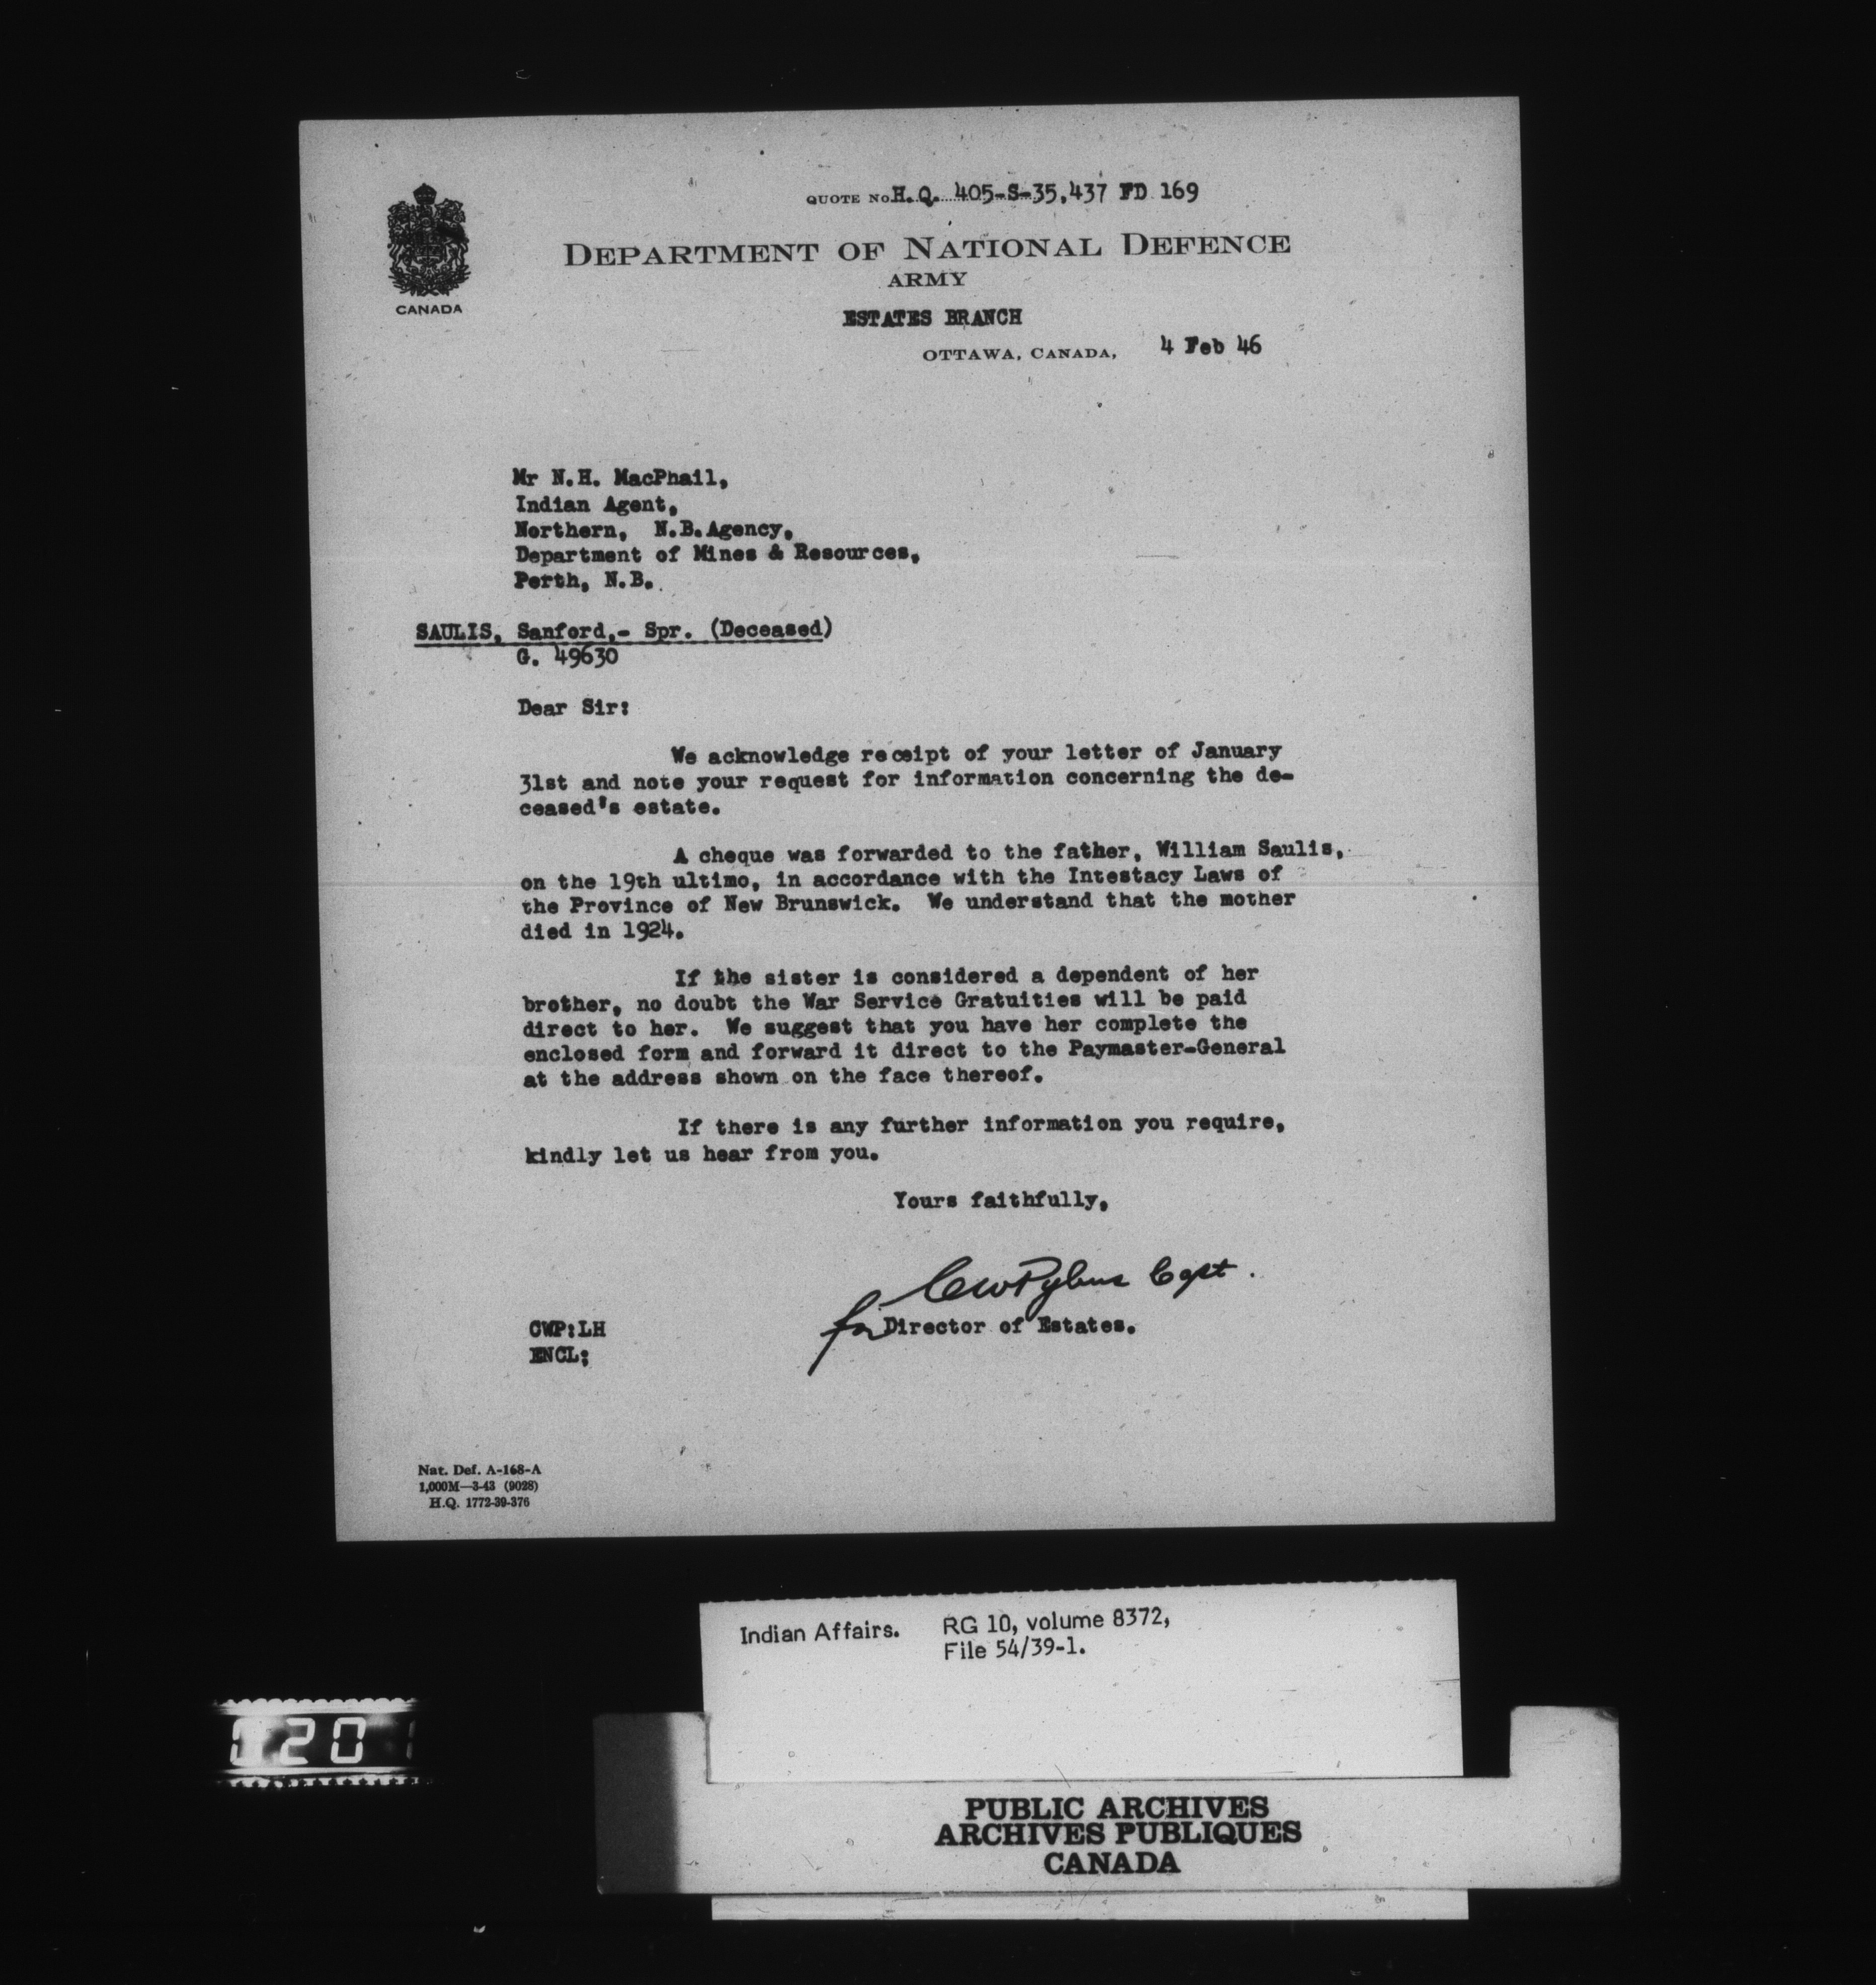 QUOTE NO. H.Q. 405-S-35,437 FD 169
DEPARTMENT OF NATIONAL DEFENCE
ARMY
CANADA
ESTATES BRANCH
OTTAWA, CANADA, 4 Feb 46
Mr N.H. MacPhail,
Indian Agent,
Northern, N.B.Agency,
Department of Mines & Resources,
Perth, N.B.
SAULIS, Sanford,- Spr. (Deceased)
G. 49630
Dear Sir:
We acknowledge receipt of your letter of January
31st and note your request for information concerning the de-
ceased's estate.
A cheque was forwarded to the father, William Saulis,
on the 19th ultimo, in accordance with the Intestacy Laws of
the Province of New Brunswick. We understand that the mother
died in 1924.
If the sister is considered a dependent of her
brother, no doubt the War Service Gratuities will be paid
direct to her. We suggest that you have her complete the
enclosed form and forward it direct to the Paymaster-General
at the address shown on the face thereof.
If there is any further information you require,
kindly let us hear from you.
Yours faithfully,
CWPybus Capt.
for Director of Estates.
CWP:LH
ENCL;
Nat. Def. A-168-A
1,000M—3-43 (9028)
H.Q. 1772-39-376
Indian Affairs. RG 10, volume 8372,
File 54/39-1.
020
PUBLIC ARCHIVES
ARCHIVES PUBLIQUES
CANADA